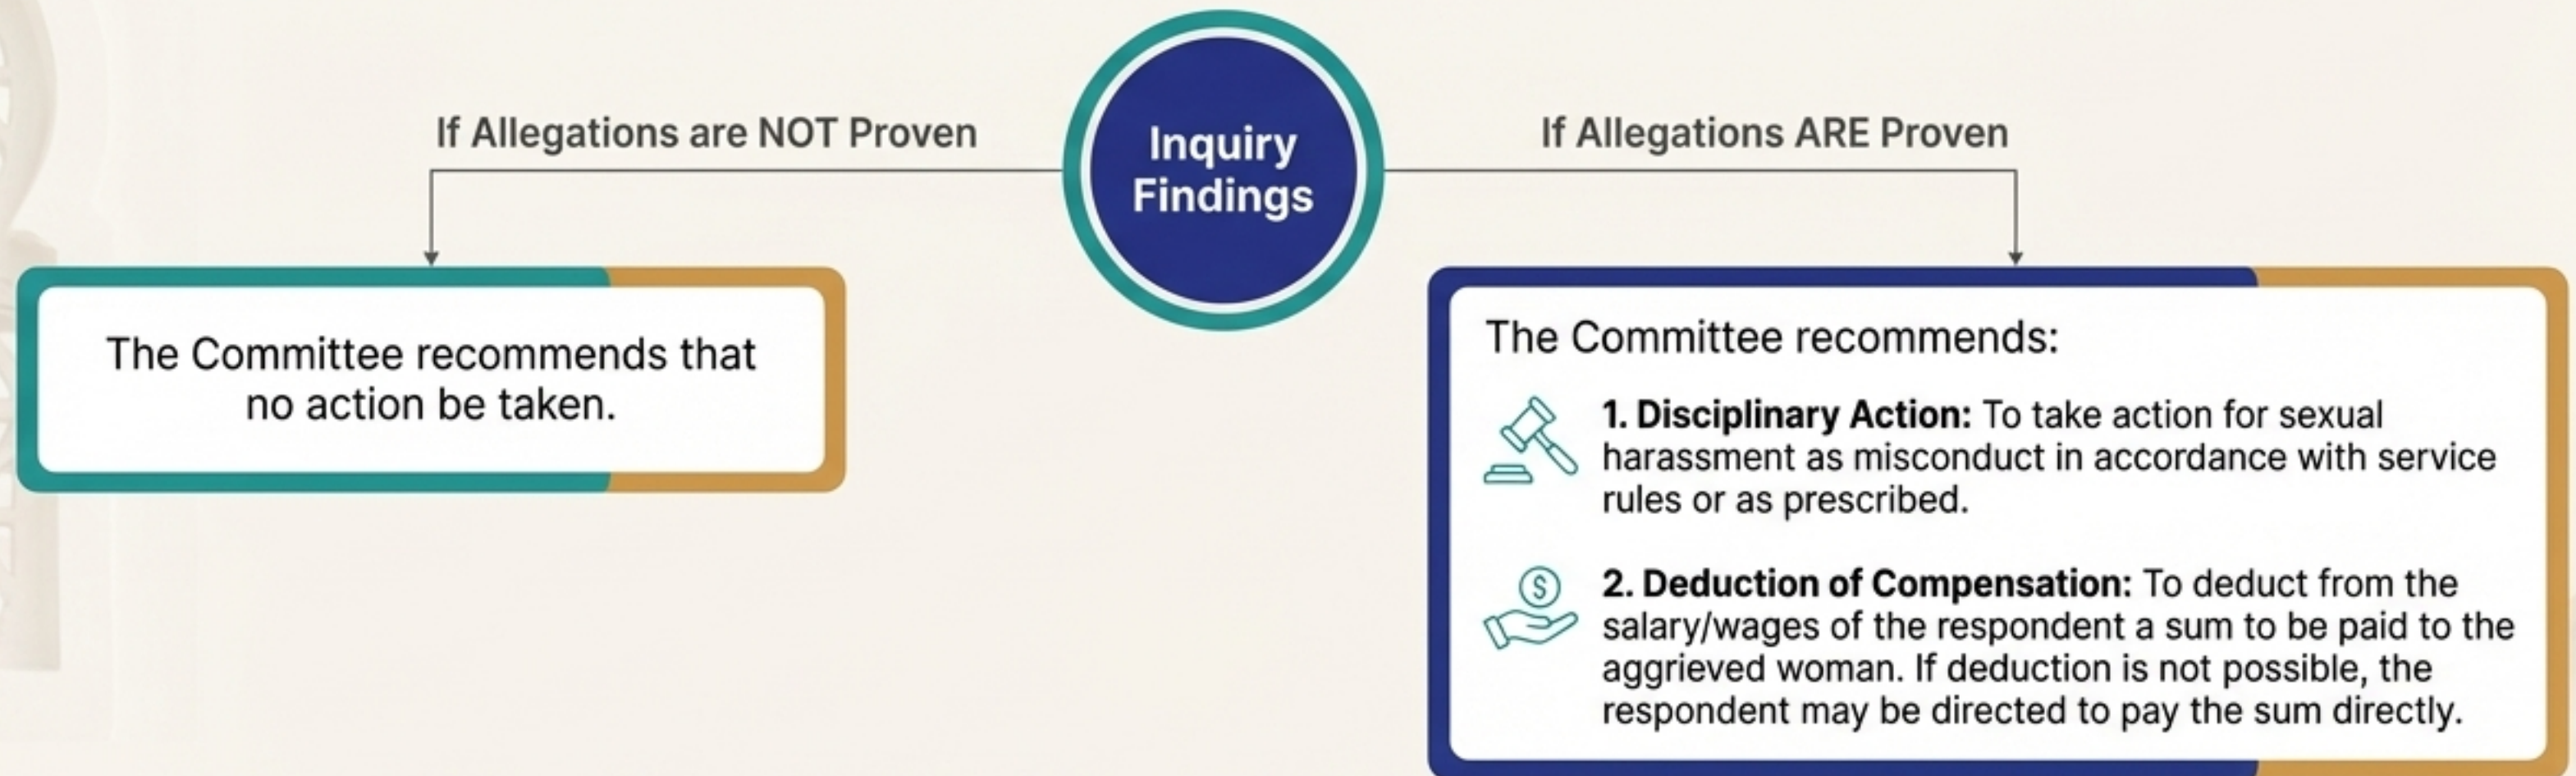 If Allegations are NOT Proven
Inquiry
Findings
If Allegations ARE Proven
The Committee recommends that
no action be taken.
The Committee recommends:
1. Disciplinary Action: To take action for sexual
harassment as misconduct in accordance with service
rules or as prescribed.
$
2. Deduction of Compensation: To deduct from the
salary/wages of the respondent a sum to be paid to the
aggrieved woman. If deduction is not possible, the
respondent may be directed to pay the sum directly.